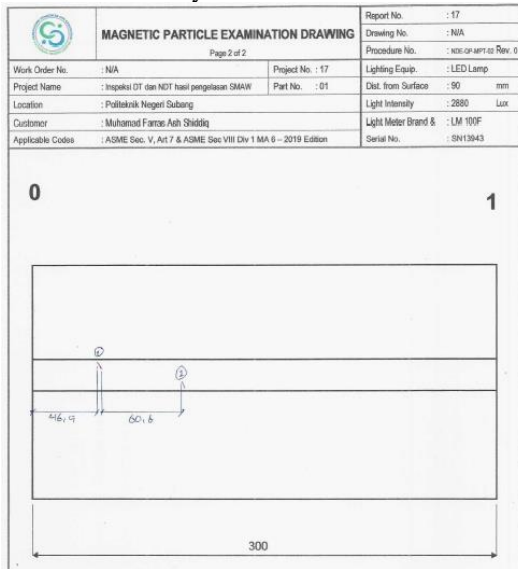 MAGNETIC PARTICLE EXAMINATION DRAWING
Page 2 of 2
Report No. : 17
Drawing No. : N/A
Procedure No. : NDE-QP-MPT-02 Rev. 0
Work Order No. : N/A Project No. : 17 Lighting Equip. : LED Lamp
Project Name : Inspeksi DT dan NDT hasil pengelasan SMAW Part No. : 01 Dist. from Surface : 90 mm
Location : Politeknik Negeri Subang Light Intensity : 2880 Lux
Customer : Muhamad Farras Ash Shiddiq Light Meter Brand & : LM 100F
Applicable Codes : ASME Sec. V, Art 7 & ASME Sec VIII Div 1 MA 6 – 2019 Edition Serial No. : SN13943
0 1
2
60,6
300